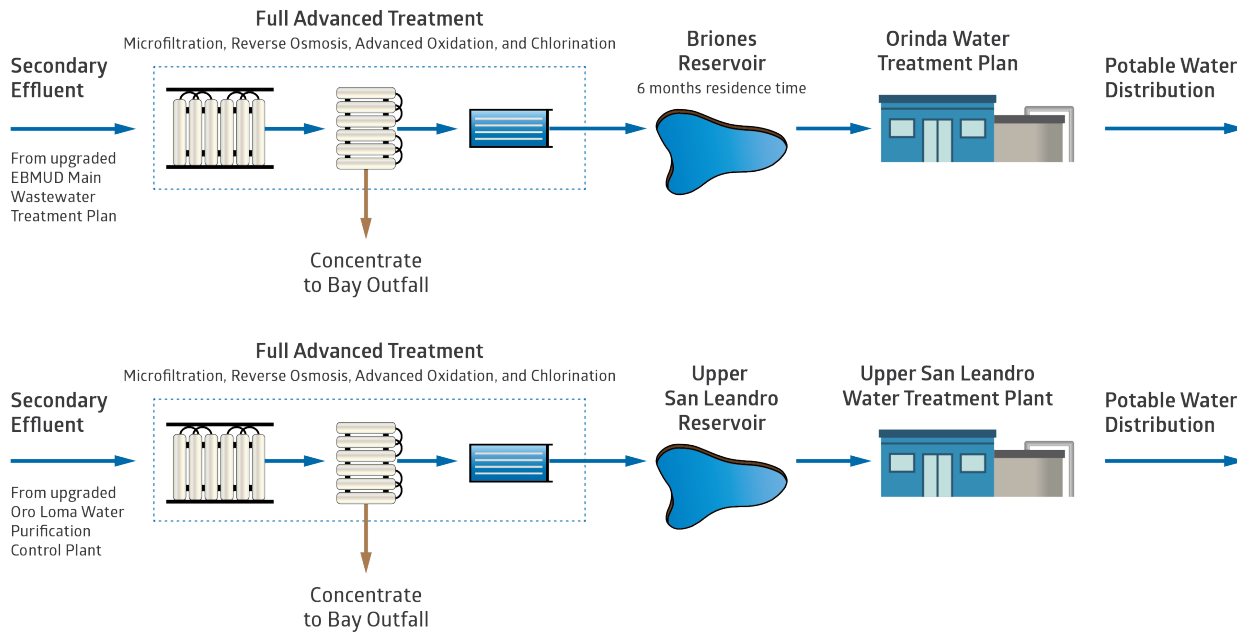 Full Advanced Treatment
Microfiltration, Reverse Osmosis, Advanced Oxidation, and Chlorination
Secondary
Effluent
From upgraded
EBMUD Main
Wastewater
Treatment Plan
Concentrate
to Bay Outfall
Briones
Reservoir
6 months residence time
Orinda Water
Treatment Plan
Potable Water
Distribution
Full Advanced Treatment
Microfiltration, Reverse Osmosis, Advanced Oxidation, and Chlorination
Secondary
Effluent
From upgraded
Oro Loma Water
Purification
Control Plant
Concentrate
to Bay Outfall
Upper
San Leandro
Reservoir
Upper San Leandro
Water Treatment Plant
Potable Water
Distribution